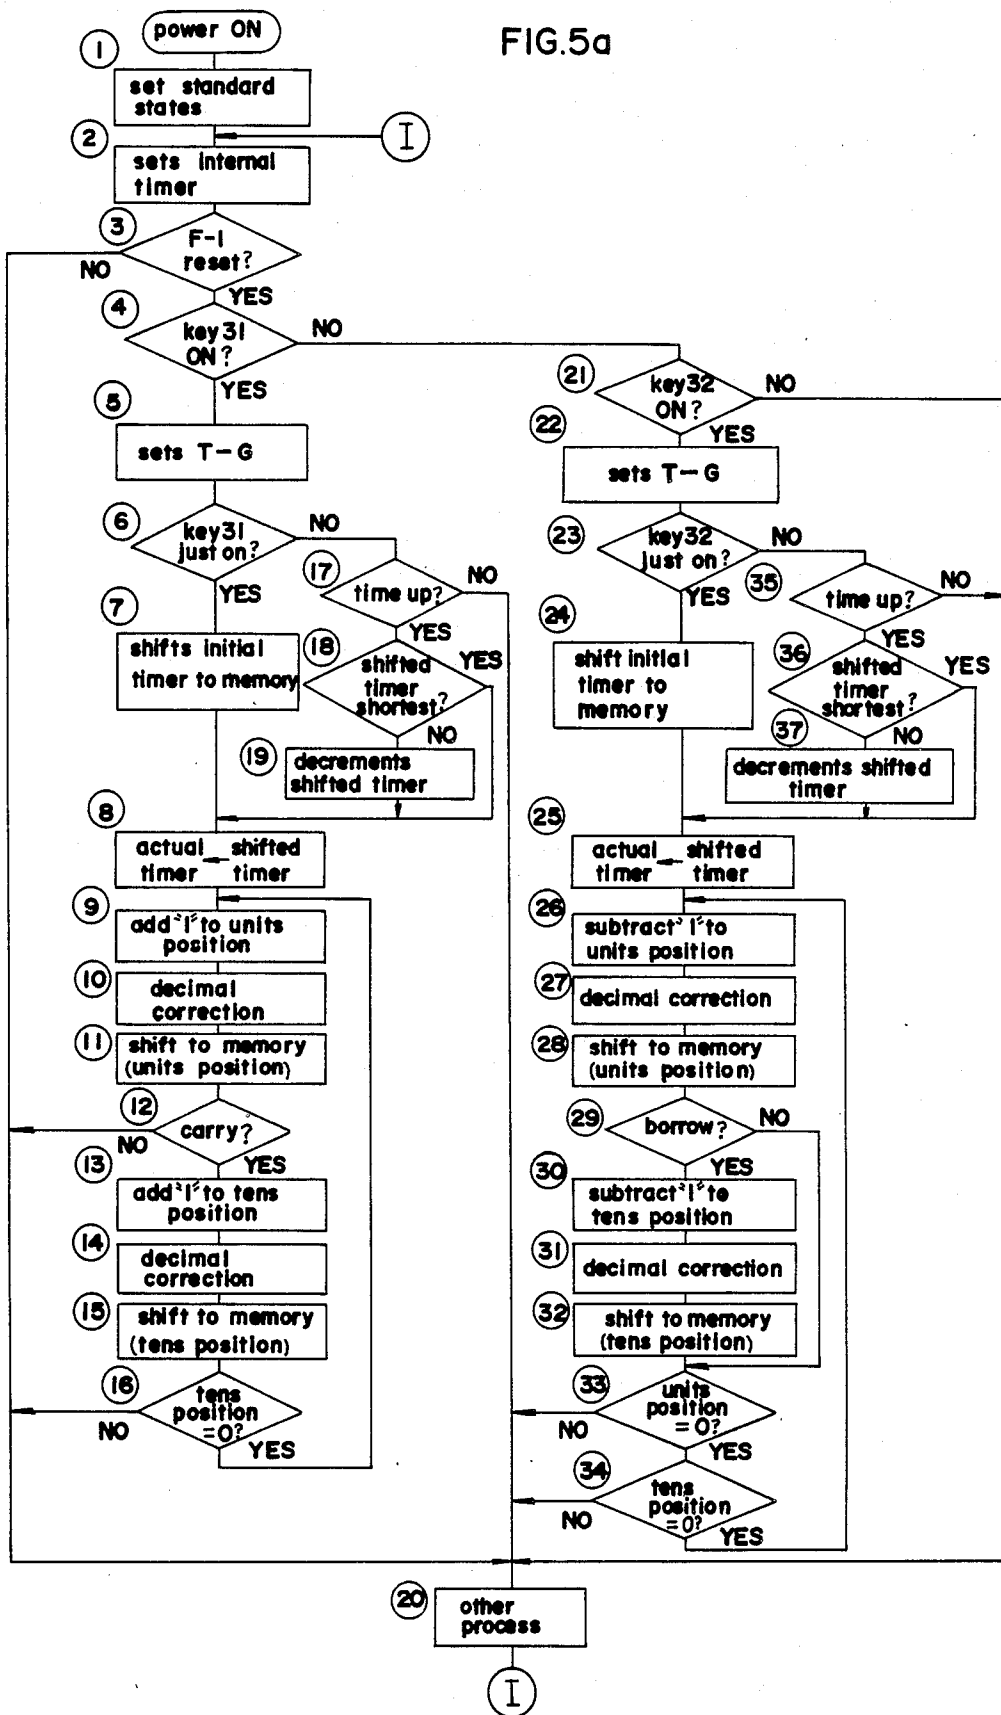 FIG.5a
power ON
1
set standard
states
I
2
sets internal
timer
3
F-1
reset?
NO
YES
4
key31
ON?
NO
YES
5
sets T-G
6
key31
just on?
NO
YES
7
shifts initial
timer to memory
17
time up?
NO
YES
18
shifted
timer
shortest?
YES
NO
19
decrements
shifted timer
8
actual ← shifted
timer timer
9
add "1" to units
position
10
decimal
correction
11
shift to memory
(units position)
12
carry?
NO
YES
13
add "1" to tens
position
14
decimal
correction
15
shift to memory
(tens position)
16
tens
position
=0?
NO
YES
21
key32
ON?
NO
YES
22
sets T-G
23
key32
just on?
NO
YES
24
shift initial
timer to
memory
35
time up?
NO
YES
36
shifted
timer
shortest?
YES
NO
37
decrements shifted
timer
25
actual ← shifted
timer timer
26
subtract "1" to
units position
27
decimal correction
28
shift to memory
(units position)
29
borrow?
NO
YES
30
subtract "1" to
tens position
31
decimal correction
32
shift to memory
(tens position)
33
units
position
=0?
NO
YES
34
tens
position
=0?
NO
YES
20
other
process
I